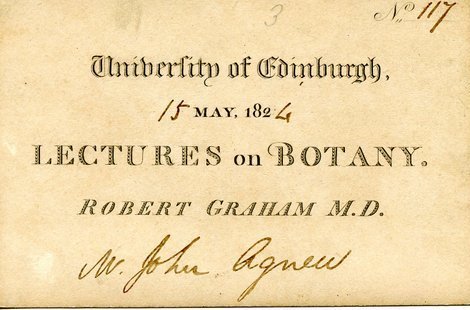 3
No 117
University of Edinburgh,
15 MAY, 1824
LECTURES on BOTANY.
ROBERT GRAHAM M.D.
Mr. John Agnew